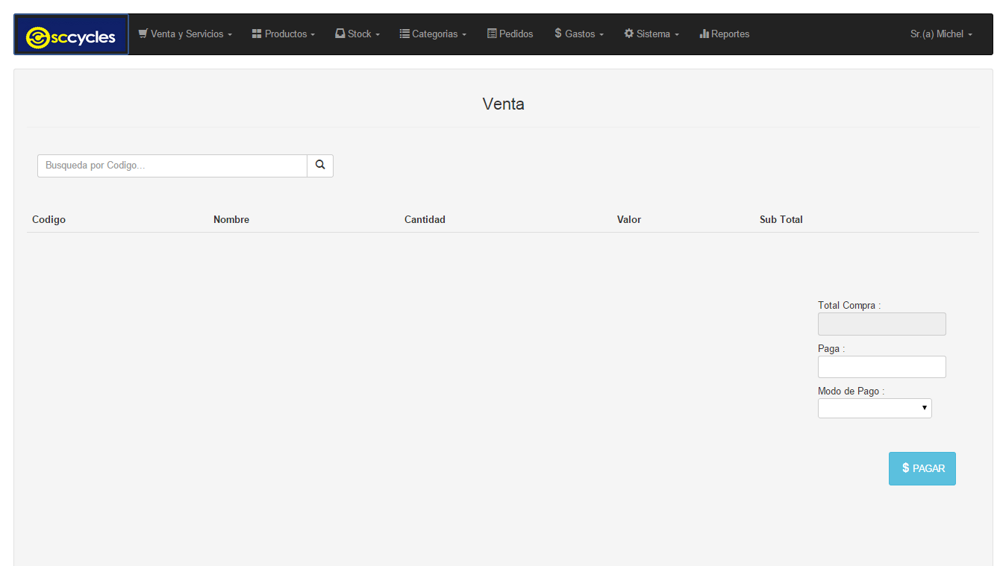 sccycles Venta y Servicios Productos Stock Categorias Pedidos $ Gastos Sistema Reportes Sr.(a) Michel
Venta
Busqueda por Codigo...
Codigo Nombre Cantidad Valor Sub Total
Total Compra :
Paga :
Modo de Pago :
$ PAGAR